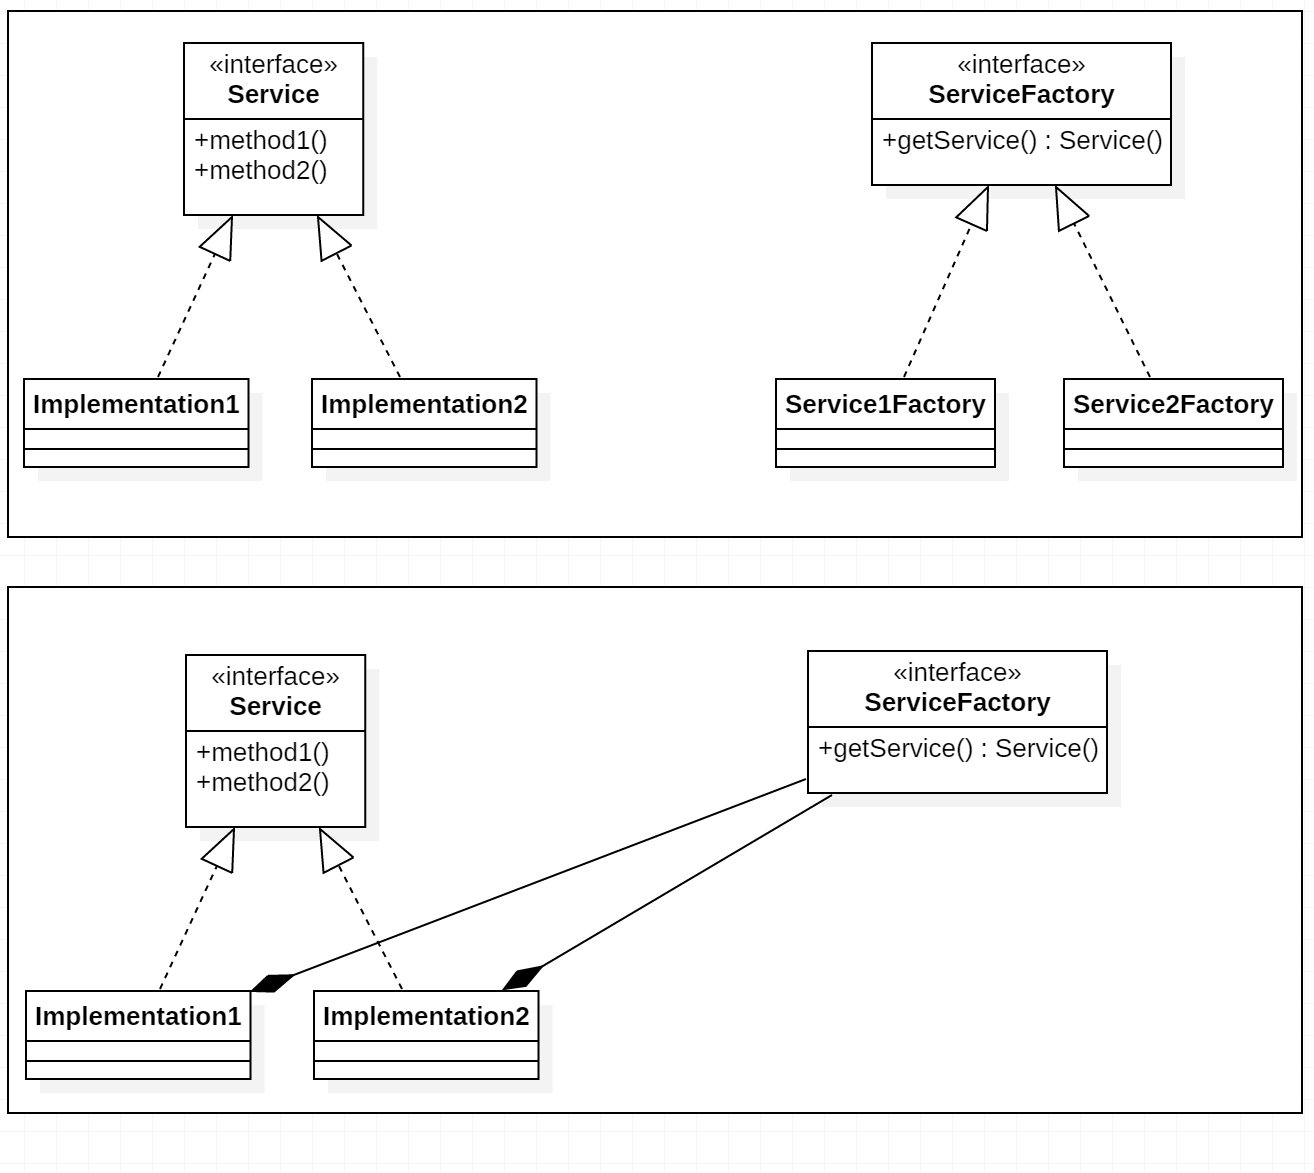 «interface»
Service
+method1()
+method2()
«interface»
ServiceFactory
+getService() : Service()
Implementation1
Implementation2
Service1Factory
Service2Factory
«interface»
Service
+method1()
+method2()
«interface»
ServiceFactory
+getService() : Service()
Implementation1
Implementation2